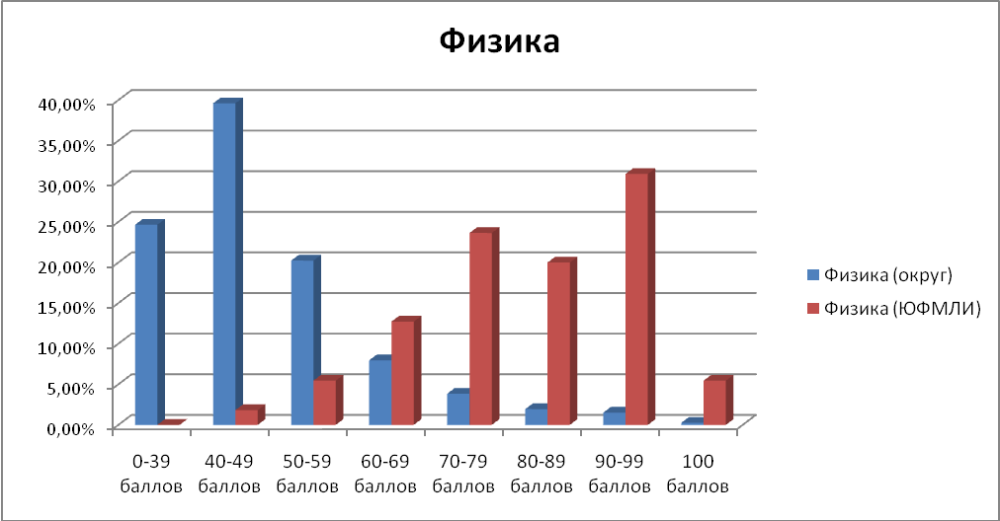 Физика
40,00%
35,00%
30,00%
25,00%
20,00%
15,00%
10,00%
5,00%
0,00%
0-39 40-49 50-59 60-69 70-79 80-89 90-99 100
баллов баллов баллов баллов баллов баллов баллов баллов
Физика (округ)
Физика (ЮФМЛИ)